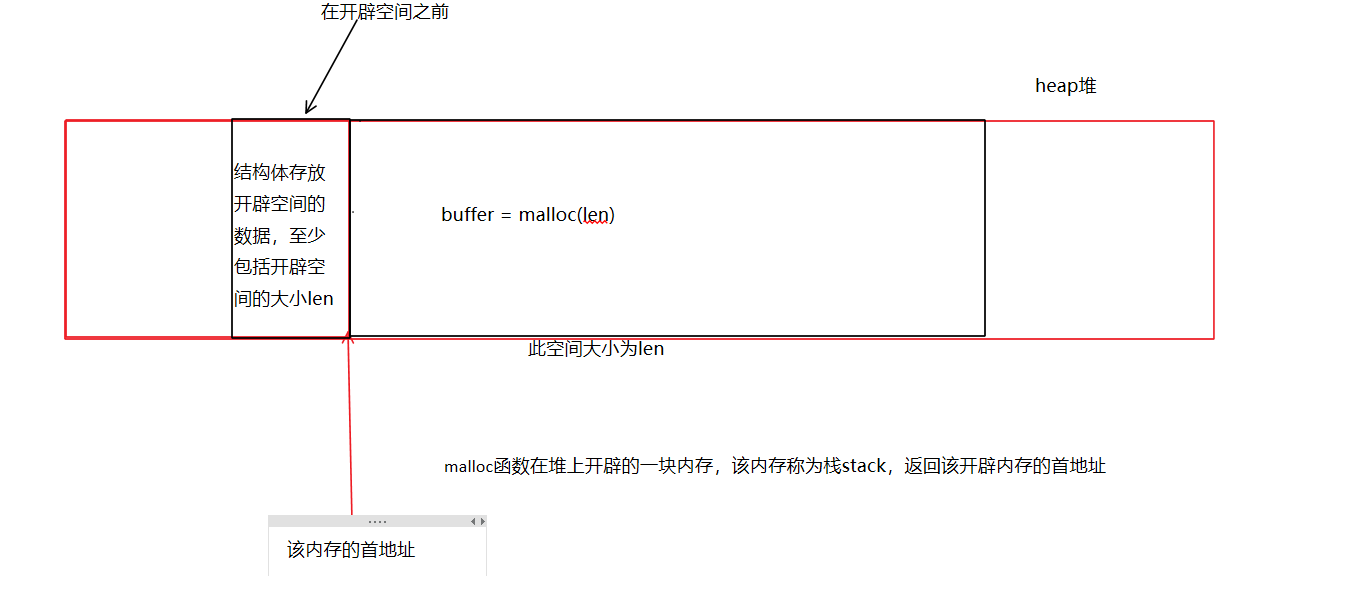 在开辟空间之前
heap堆
结构体存放
开辟空间的
数据，至少
包括开辟空
间的大小len
buffer = malloc(len)
此空间大小为len
malloc函数在堆上开辟的一块内存，该内存称为栈stack，返回该开辟内存的首地址
该内存的首地址